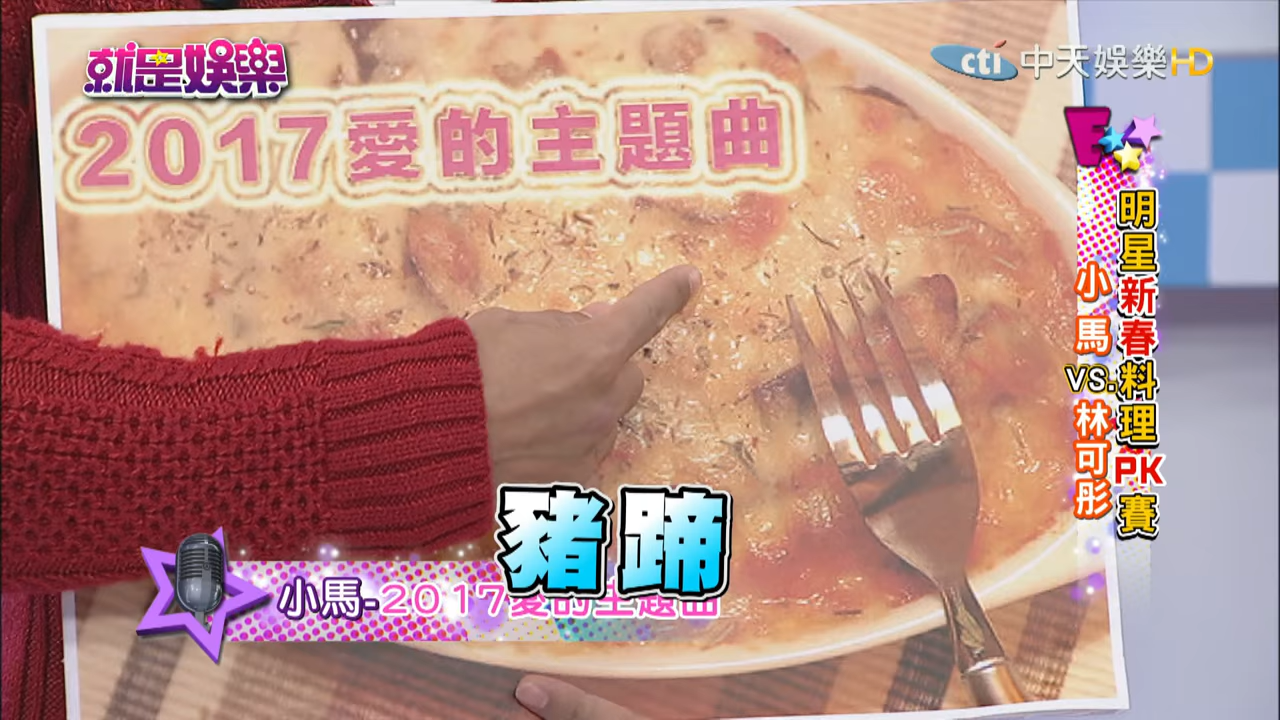 就是娛樂
cti 中天娛樂HD
2017愛的主題曲
明星新春料理PK賽
小馬VS.林可彤
豬蹄
小馬-2017愛的主題曲